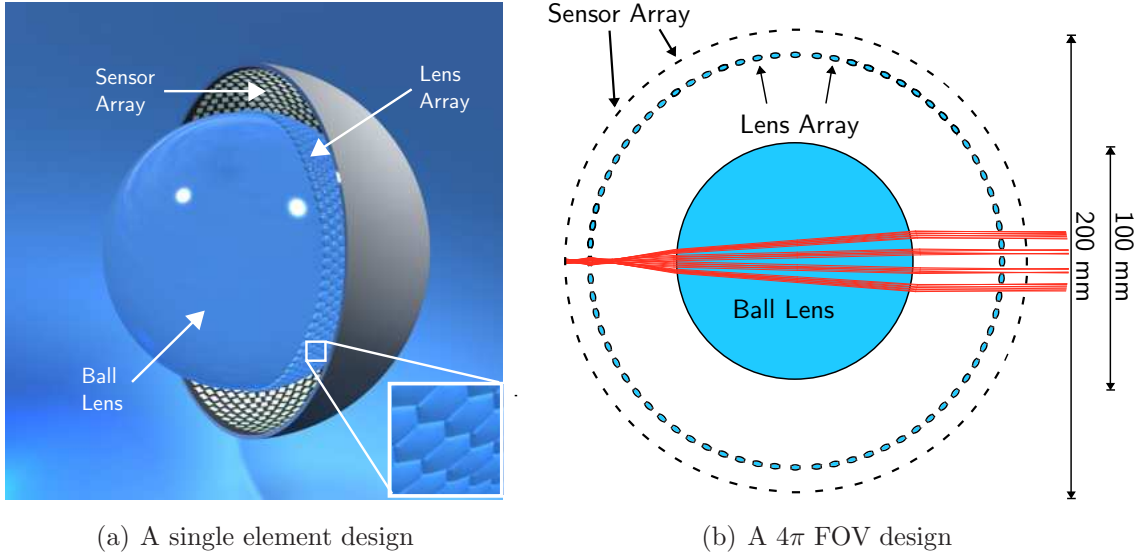 Sensor
Array
Lens
Array
Ball
Lens
Sensor Array
Lens Array
Ball Lens
200 mm
100 mm
(a) A single element design
(b) A 4π FOV design